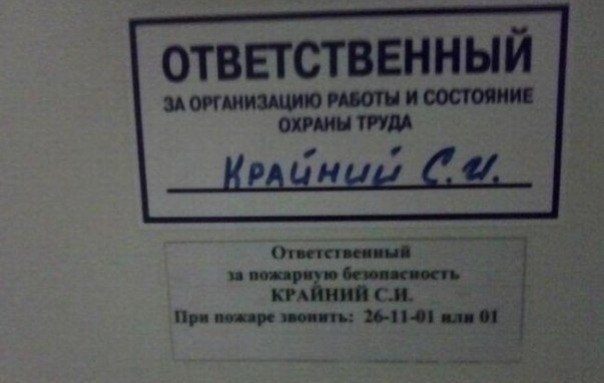 ОТВЕТСТВЕННЫЙ
ЗА ОРГАНИЗАЦИЮ РАБОТЫ И СОСТОЯНИЕ
ОХРАНЫ ТРУДА
КРАЙНИЙ С.И.
Ответственный
за пожарную безопасность
КРАЙНИЙ С.И.
При пожаре звонить: 26-11-01 или 01